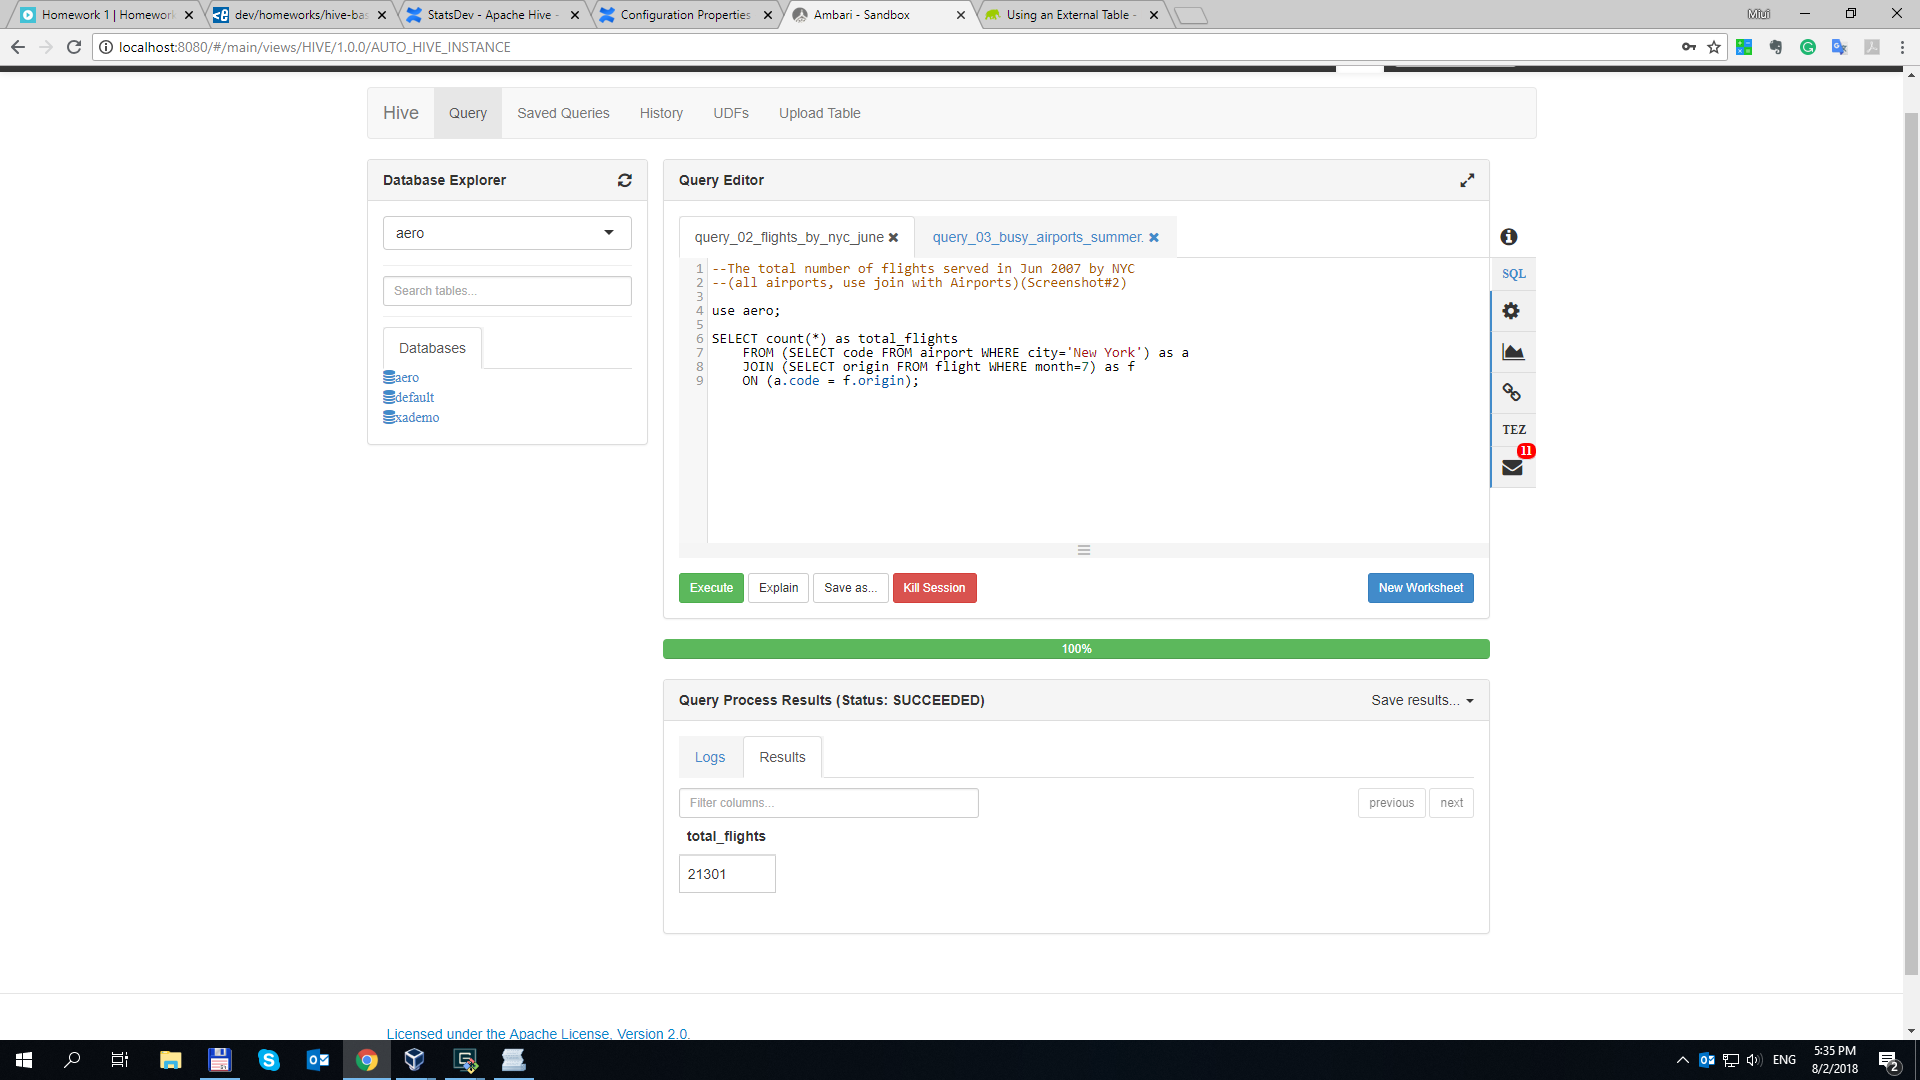 Homework 1 | Homework
dev/homeworks/hive-bas
StatsDev - Apache Hive -
Configuration Properties
Ambari - Sandbox
Using an External Table -
Miui
localhost:8080/#/main/views/HIVE/1.0.0/AUTO_HIVE_INSTANCE
Hive
Query
Saved Queries
History
UDFs
Upload Table
Database Explorer
aero
Search tables...
Databases
aero
default
xademo
Query Editor
query_02_flights_by_nyc_june
query_03_busy_airports_summer.
1 --The total number of flights served in Jun 2007 by NYC
2 --(all airports, use join with Airports)(Screenshot#2)
3
4 use aero;
5
6 SELECT count(*) as total_flights
7 FROM (SELECT code FROM airport WHERE city='New York') as a
8 JOIN (SELECT origin FROM flight WHERE month=7) as f
9 ON (a.code = f.origin);
SQL
TEZ
11
Execute
Explain
Save as...
Kill Session
New Worksheet
100%
Query Process Results (Status: SUCCEEDED)
Save results...
Logs
Results
Filter columns...
previous
next
total_flights
21301
Licensed under the Apache License, Version 2.0.
ENG
5:35 PM
8/2/2018
2